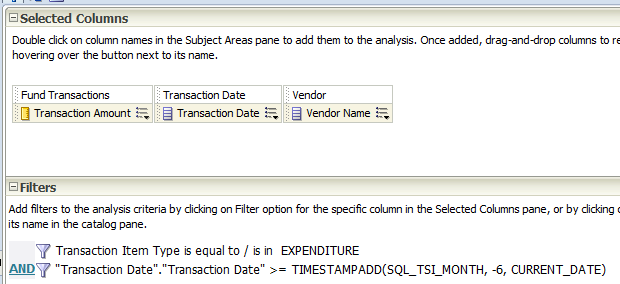 Selected Columns
Double click on column names in the Subject Areas pane to add them to the analysis. Once added, drag-and-drop columns to re
hovering over the button next to its name.
Fund Transactions Transaction Date Vendor
Transaction Amount Transaction Date Vendor Name
Filters
Add filters to the analysis criteria by clicking on Filter option for the specific column in the Selected Columns pane, or by clicking o
its name in the catalog pane.
Transaction Item Type is equal to / is in EXPENDITURE
AND "Transaction Date"."Transaction Date" >= TIMESTAMPADD(SQL_TSI_MONTH, -6, CURRENT_DATE)